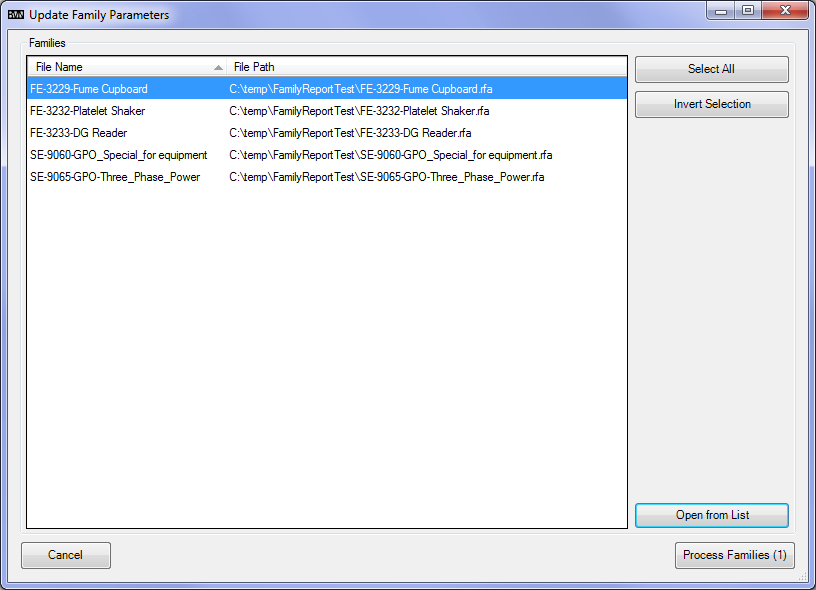 Update Family Parameters
Families
File Name File Path
Select All
FE-3229-Fume Cupboard C:\temp\FamilyReportTest\FE-3229-Fume Cupboard.rfa
Invert Selection
FE-3232-Platelet Shaker C:\temp\FamilyReportTest\FE-3232-Platelet Shaker.rfa
FE-3233-DG Reader C:\temp\FamilyReportTest\FE-3233-DG Reader.rfa
SE-9060-GPO_Special_for equipment C:\temp\FamilyReportTest\SE-9060-GPO_Special_for equipment.rfa
SE-9065-GPO-Three_Phase_Power C:\temp\FamilyReportTest\SE-9065-GPO-Three_Phase_Power.rfa
Open from List
Cancel
Process Families (1)